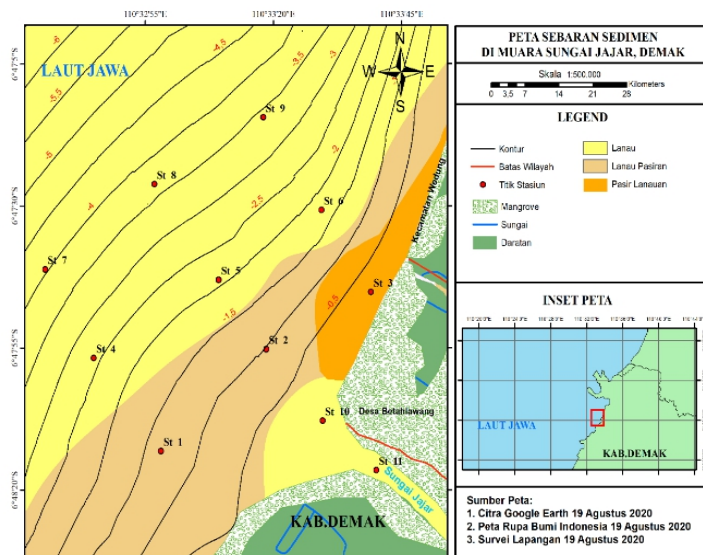 110°32'55"E
110°33'20"E
110°33'45"E
6°47'5"S
6°47'30"S
6°47'55"S
6°48'20"S
LAUT JAWA
N
W
E
S
-6
-5.5
-5
-4.5
-4
-3.5
-3
-2.5
-2
-1.5
-0.5
St 9
St 8
St 6
St 7
St 5
St 3
St 4
St 2
St 10
St 1
St 11
Kecamatan Wedung
Desa Betahlawang
Sungai Jajar
KAB.DEMAK
PETA SEBARAN SEDIMEN
DI MUARA SUNGAI JAJAR, DEMAK
Skala 1:500.000
0 3.5 7 14 21 28 Kilometers
LEGEND
Kontur
Batas Wilayah
Titik Stasiun
Mangrove
Sungai
Daratan
Lanau
Lanau Pasiran
Pasir Lanauan
INSET PETA
LAUT JAWA
KAB.DEMAK
Sumber Peta:
1. Citra Google Earth 19 Agustus 2020
2. Peta Rupa Bumi Indonesia 19 Agustus 2020
3. Survei Lapangan 19 Agustus 2020